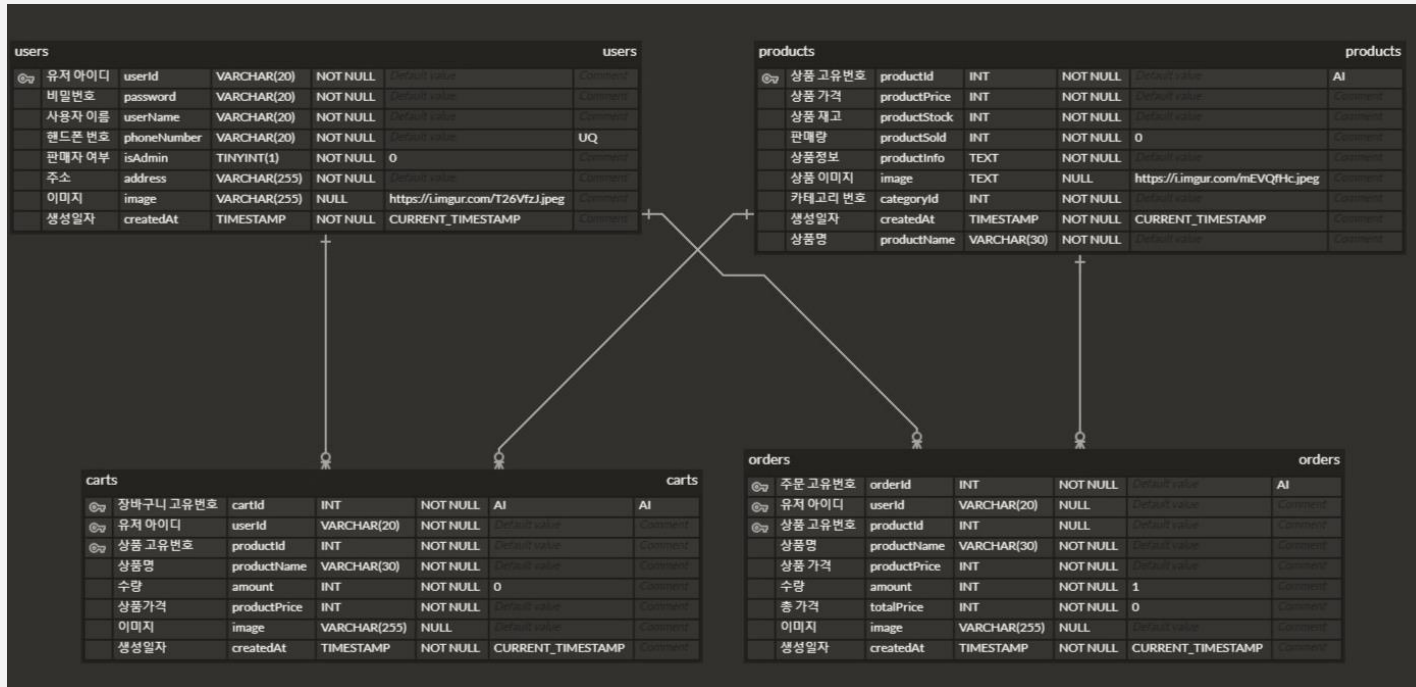 users users
유저 아이디 userId VARCHAR(20) NOT NULL Default value Comment
비밀번호 password VARCHAR(20) NOT NULL Default value Comment
사용자 이름 userName VARCHAR(20) NOT NULL Default value Comment
핸드폰 번호 phoneNumber VARCHAR(20) NOT NULL Default value UQ
판매자 여부 isAdmin TINYINT(1) NOT NULL 0 Comment
주소 address VARCHAR(255) NOT NULL Default value Comment
이미지 image VARCHAR(255) NULL https://i.imgur.com/T26VfzJ.jpeg Comment
생성일자 createdAt TIMESTAMP NOT NULL CURRENT_TIMESTAMP Comment
products products
상품 고유번호 productId INT NOT NULL Default value AI
상품 가격 productPrice INT NOT NULL Default value Comment
상품 재고 productStock INT NOT NULL Default value Comment
판매량 productSold INT NOT NULL 0 Comment
상품정보 productInfo TEXT NOT NULL Default value Comment
상품 이미지 image TEXT NULL https://i.imgur.com/mEVQfHc.jpeg Comment
카테고리 번호 categoryId INT NOT NULL Default value Comment
생성일자 createdAt TIMESTAMP NOT NULL CURRENT_TIMESTAMP Comment
상품명 productName VARCHAR(30) NOT NULL Default value Comment
carts carts
장바구니 고유번호 cartId INT NOT NULL AI AI
유저 아이디 userId VARCHAR(20) NOT NULL Default value Comment
상품 고유번호 productId INT NOT NULL Default value Comment
상품명 productName VARCHAR(30) NOT NULL Default value Comment
수량 amount INT NOT NULL 0 Comment
상품가격 productPrice INT NOT NULL Default value Comment
이미지 image VARCHAR(255) NULL Default value Comment
생성일자 createdAt TIMESTAMP NOT NULL CURRENT_TIMESTAMP Comment
orders orders
주문 고유번호 orderId INT NOT NULL Default value AI
유저 아이디 userId VARCHAR(20) NULL Default value Comment
상품 고유번호 productId INT NULL Default value Comment
상품명 productName VARCHAR(30) NOT NULL Default value Comment
상품 가격 productPrice INT NOT NULL Default value Comment
수량 amount INT NOT NULL 1 Comment
총 가격 totalPrice INT NOT NULL 0 Comment
이미지 image VARCHAR(255) NULL Default value Comment
생성일자 createdAt TIMESTAMP NOT NULL CURRENT_TIMESTAMP Comment